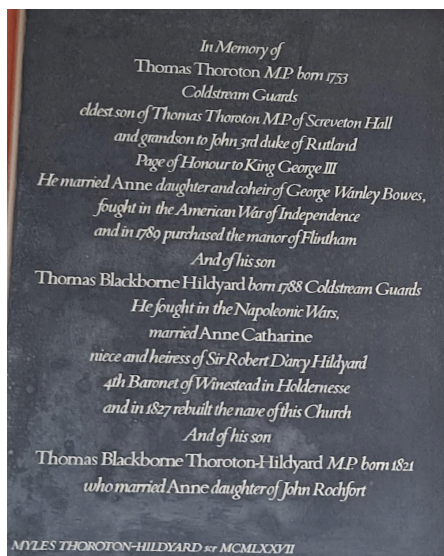 In Memory of
Thomas Thoroton M.P. born 1753
Coldstream Guards
eldest son of Thomas Thoroton M.P. of Screveton Hall
and grandson to John 3rd duke of Rutland
Page of Honour to King George III
He married Anne daughter and coheir of George Wanley Bowes,
fought in the American War of Independence
and in 1789 purchased the manor of Flintham
And of his son
Thomas Blackborne Hildyard born 1788 Coldstream Guards
He fought in the Napoleonic Wars,
married Anne Catharine
niece and heiress of Sir Robert D'arcy Hildyard
4th Baronet of Winestead in Holdernesse
and in 1827 rebuilt the nave of this Church
And of his son
Thomas Blackborne Thoroton-Hildyard M.P. born 1821
who married Anne daughter of John Rochfort
MYLES THOROTON-HILDYARD scr MCMLXXVII